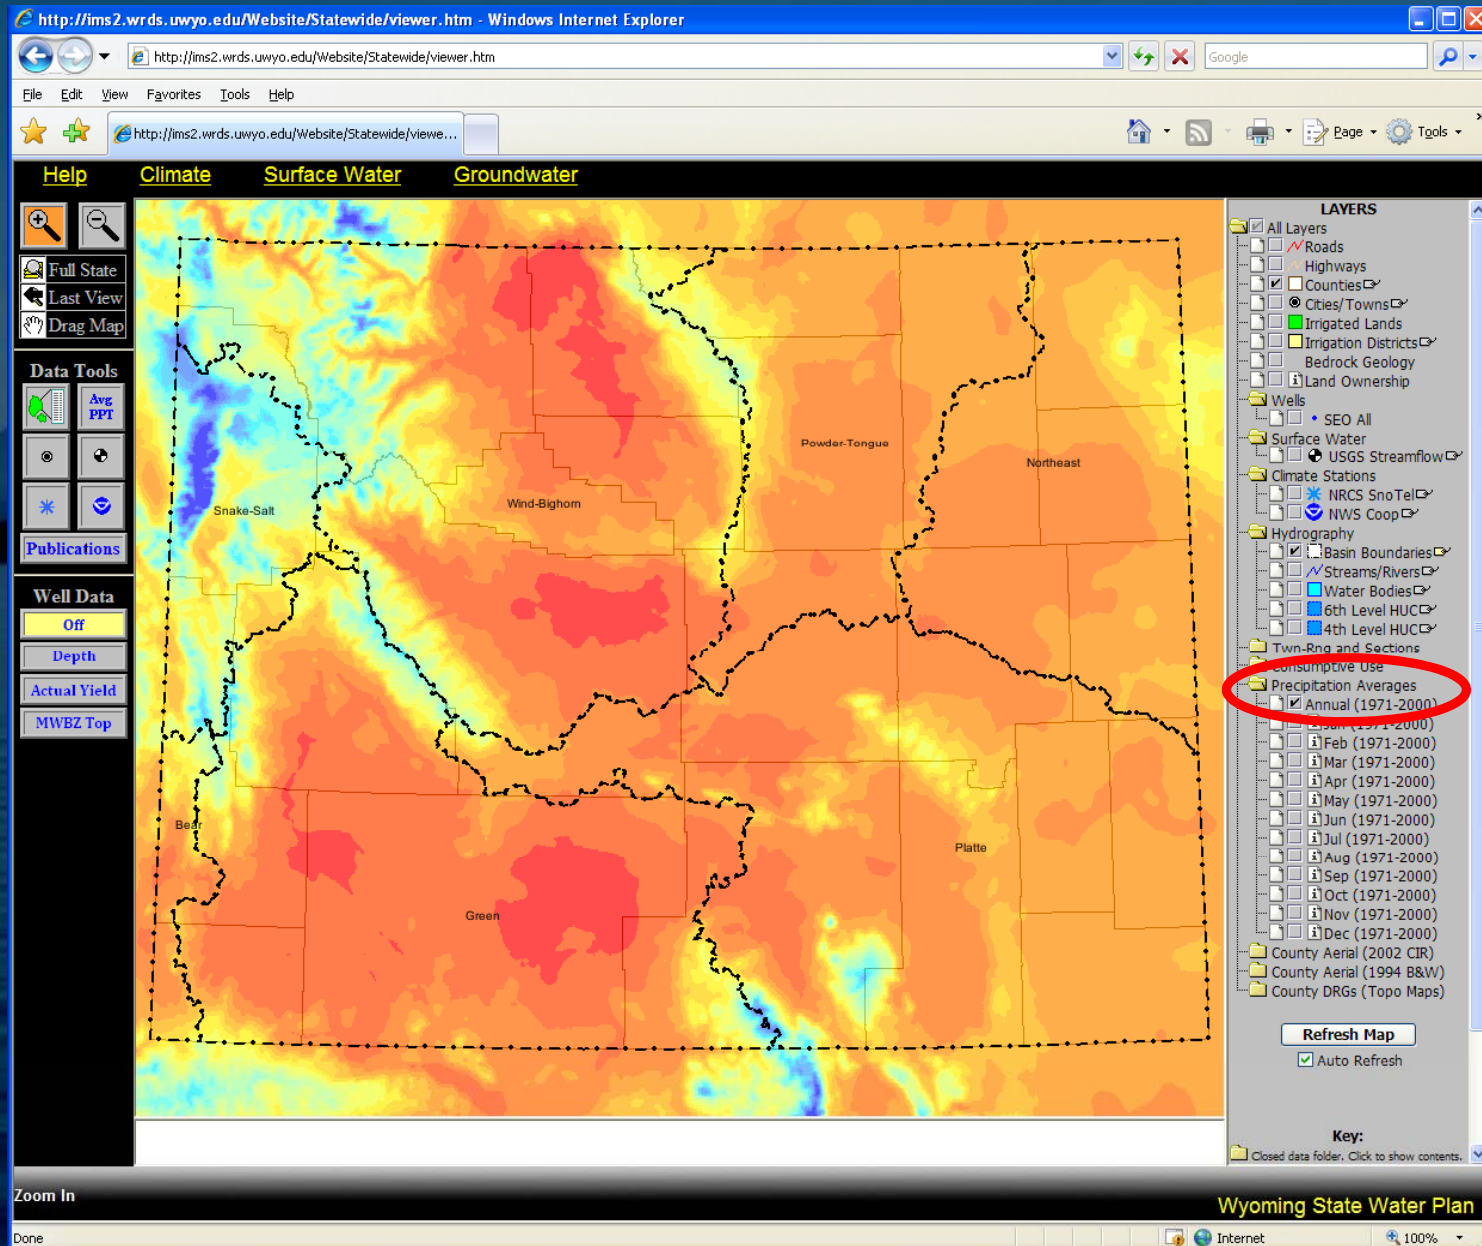 http://ims2.wrds.uwyo.edu/Website/Statewide/viewer.htm - Windows Internet Explorer
http://ims2.wrds.uwyo.edu/Website/Statewide/viewer.htm
Google
File Edit View Favorites Tools Help
http://ims2.wrds.uwyo.edu/Website/Statewide/viewe...
Page Tools
Help Climate Surface Water Groundwater
Full State
Last View
Drag Map
Data Tools
Avg PPT
Publications
Well Data
Off
Depth
Actual Yield
MWBZ Top
Powder-Tongue
Northeast
Wind-Bighorn
Snake-Salt
Bear
Platte
Green
LAYERS
All Layers
Roads
Highways
Counties
Cities/Towns
Irrigated Lands
Irrigation Districts
Bedrock Geology
Land Ownership
Wells
SEO All
Surface Water
USGS Streamflow
Climate Stations
NRCS SnoTel
NWS Coop
Hydrography
Basin Boundaries
Streams/Rivers
Water Bodies
6th Level HUC
4th Level HUC
Twn-Rng and Sections
Consumptive Use
Precipitation Averages
Annual (1971-2000)
Jan (1971-2000)
Feb (1971-2000)
Mar (1971-2000)
Apr (1971-2000)
May (1971-2000)
Jun (1971-2000)
Jul (1971-2000)
Aug (1971-2000)
Sep (1971-2000)
Oct (1971-2000)
Nov (1971-2000)
Dec (1971-2000)
County Aerial (2002 CIR)
County Aerial (1994 B&W)
County DRGs (Topo Maps)
Refresh Map
Auto Refresh
Key:
Closed data folder. Click to show contents.
Zoom In
Wyoming State Water Plan
Done
Internet
100%